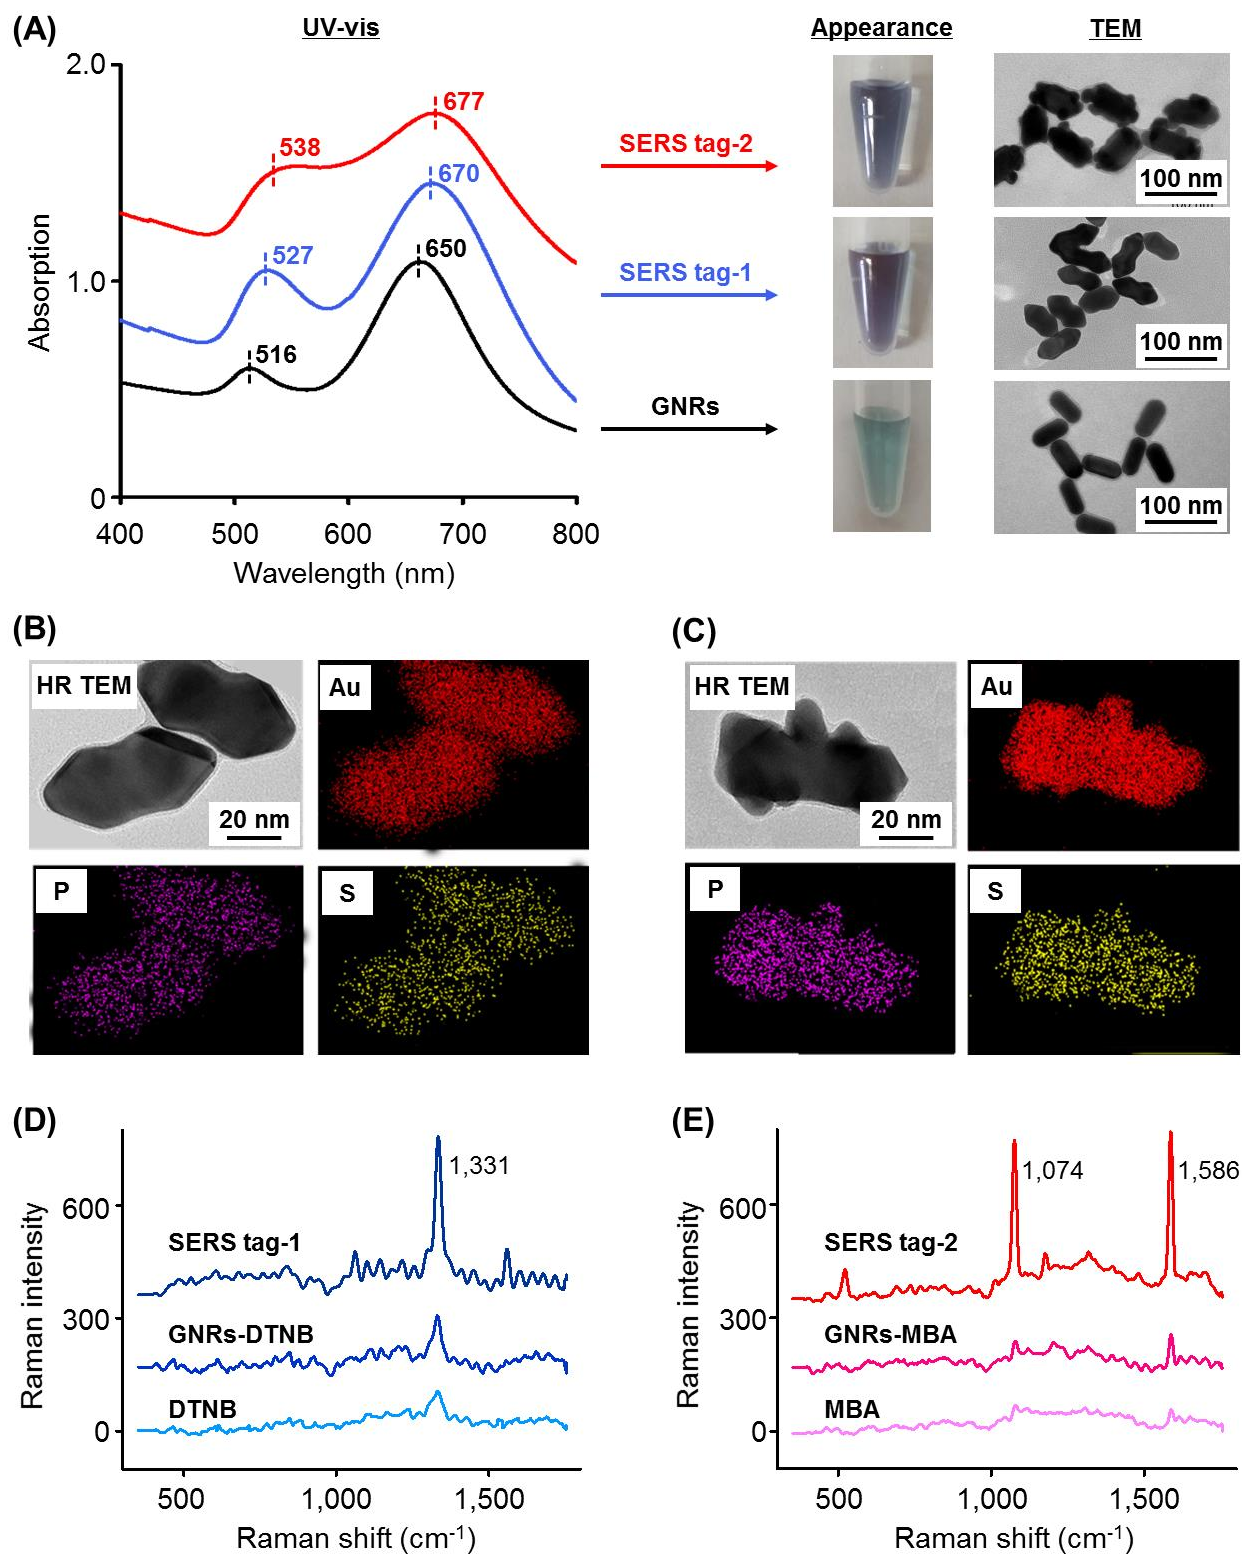 (A)
UV-vis
Appearance
TEM
2.0
1.0
0
Absorption
400
500
600
700
800
Wavelength (nm)
677
538
670
527
650
516
SERS tag-2
SERS tag-1
GNRs
100 nm
100 nm
100 nm
(B)
HR TEM
20 nm
Au
P
S
(C)
HR TEM
20 nm
Au
P
S
(D)
Raman intensity
600
300
0
1,331
SERS tag-1
GNRs-DTNB
DTNB
500
1,000
1,500
Raman shift (cm⁻¹)
(E)
Raman intensity
600
300
0
1,074
1,586
SERS tag-2
GNRs-MBA
MBA
500
1,000
1,500
Raman shift (cm⁻¹)